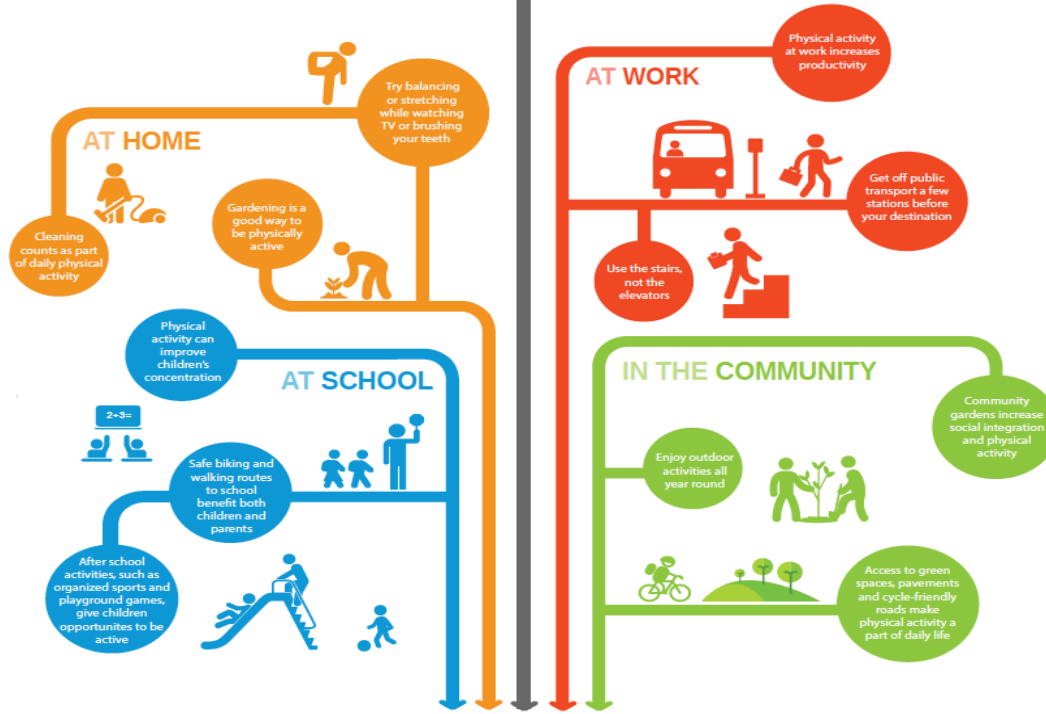 AT HOME
Try balancing
or stretching
while watching
TV or brushing
your teeth
Cleaning
counts as part
of daily physical
activity
Gardening is a
good way to
be physically
active
AT SCHOOL
Physical
activity can
improve
children's
concentration
2+3=
Safe biking and
walking routes
to school
benefit both
children and
parents
After school
activities, such as
organized sports and
playground games,
give children
opportunites to be
active
AT WORK
Physical activity
at work increases
productivity
Get off public
transport a few
stations before
your destination
Use the stairs,
not the
elevators
IN THE COMMUNITY
Community
gardens increase
social integration
and physical
activity
Enjoy outdoor
activities all
year round
Access to green
spaces, pavements
and cycle-friendly
roads make
physical activity a
part of daily life